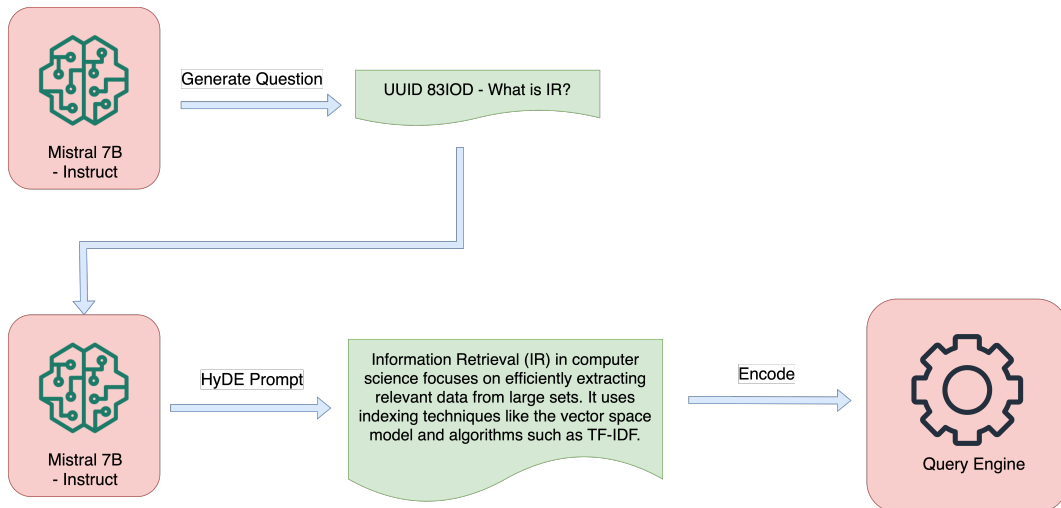 Generate Question
UUID 83IOD - What is IR?
Mistral 7B
- Instruct
HyDE Prompt
Information Retrieval (IR) in computer
science focuses on efficiently extracting
relevant data from large sets. It uses
indexing techniques like the vector space
model and algorithms such as TF-IDF.
Encode
Mistral 7B
- Instruct
Query Engine